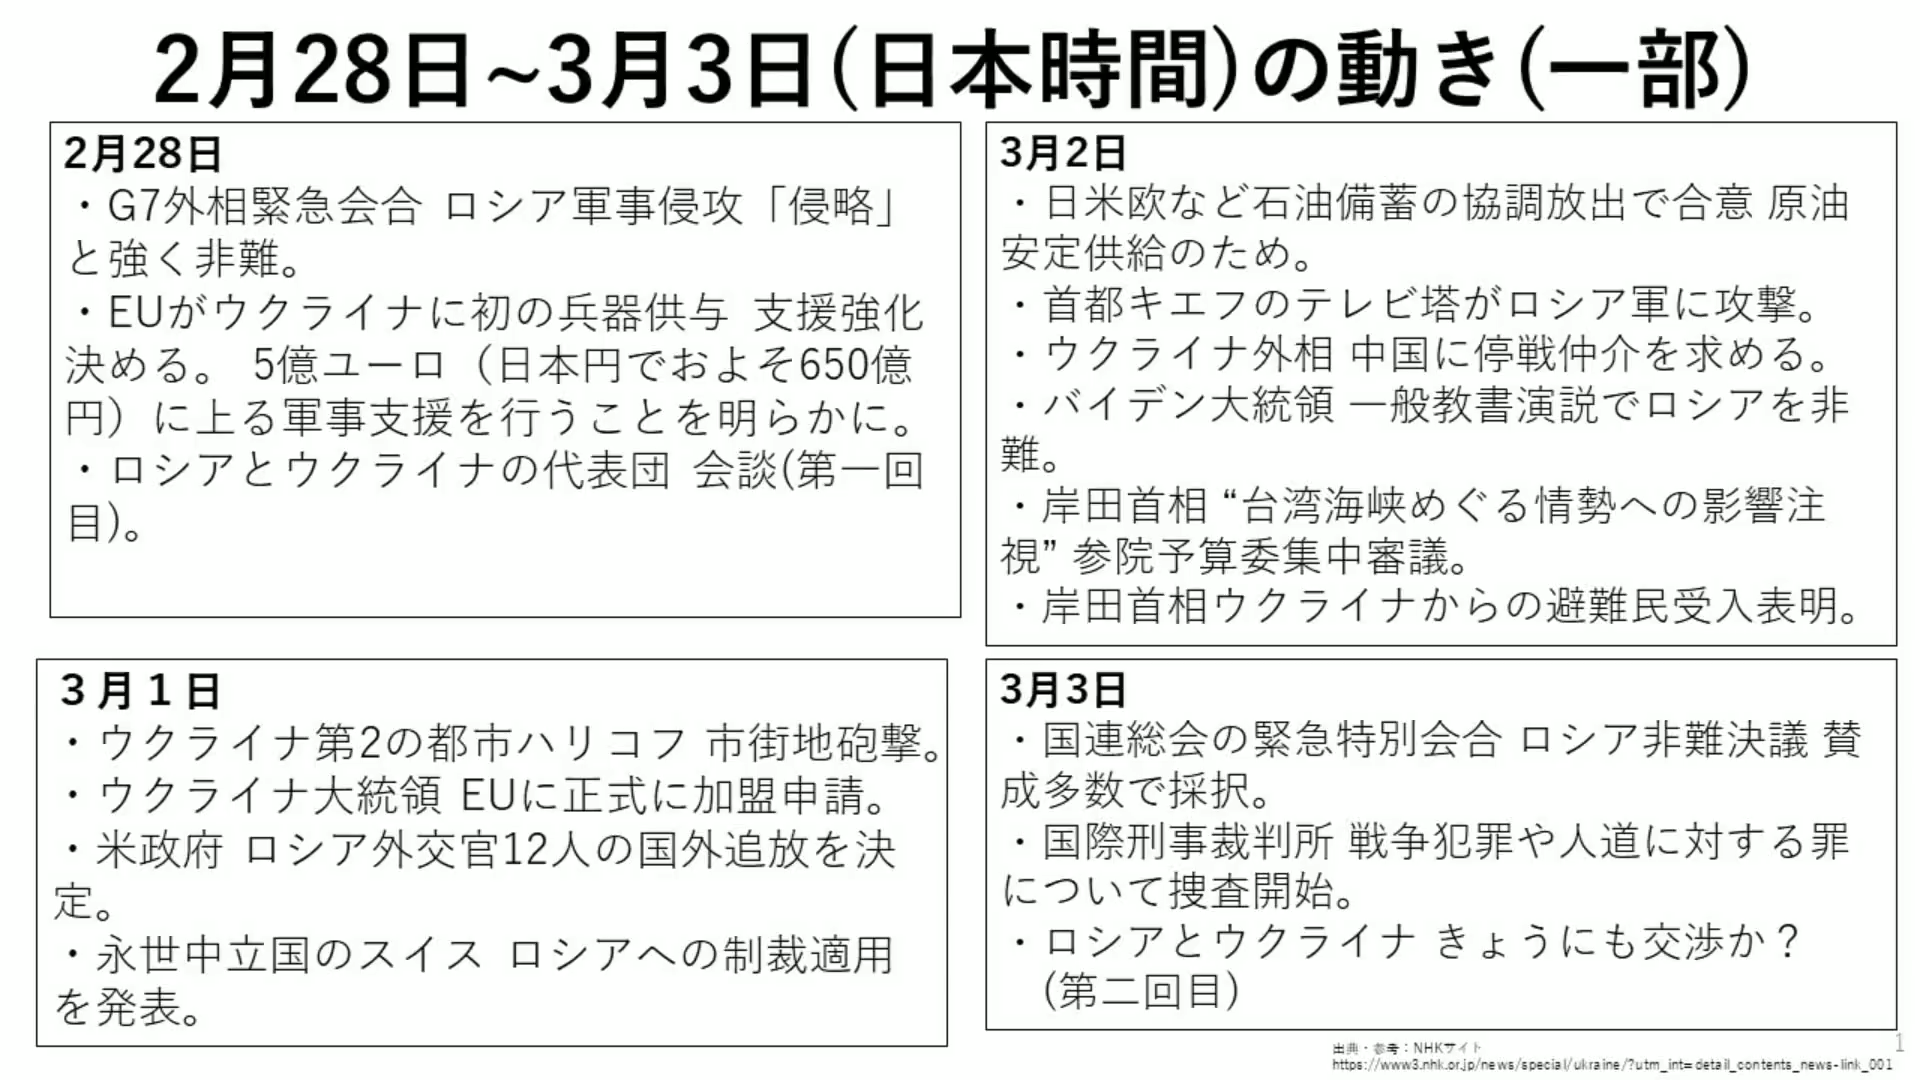 2月28日~3月3日(日本時間)の動き(一部)
2月28日
・G7外相緊急会合 ロシア軍事侵攻「侵略」
と強く非難。
・EUがウクライナに初の兵器供与 支援強化
決める。 5億ユーロ（日本円でおよそ650億
円）に上る軍事支援を行うことを明らかに。
・ロシアとウクライナの代表団 会談(第一回
目)。
３月１日
・ウクライナ第2の都市ハリコフ 市街地砲撃。
・ウクライナ大統領 EUに正式に加盟申請。
・米政府 ロシア外交官12人の国外追放を決
定。
・永世中立国のスイス ロシアへの制裁適用
を発表。
3月2日
・日米欧など石油備蓄の協調放出で合意 原油
安定供給のため。
・首都キエフのテレビ塔がロシア軍に攻撃。
・ウクライナ外相 中国に停戦仲介を求める。
・バイデン大統領 一般教書演説でロシアを非
難。
・岸田首相 “台湾海峡めぐる情勢への影響注
視” 参院予算委集中審議。
・岸田首相ウクライナからの避難民受入表明。
3月3日
・国連総会の緊急特別会合 ロシア非難決議 賛
成多数で採択。
・国際刑事裁判所 戦争犯罪や人道に対する罪
について捜査開始。
・ロシアとウクライナ きょうにも交渉か？
(第二回目)
出典・参考：NHKサイト
https://www3.nhk.or.jp/news/special/ukraine/?utm_int=detail_contents_news-link_001
1